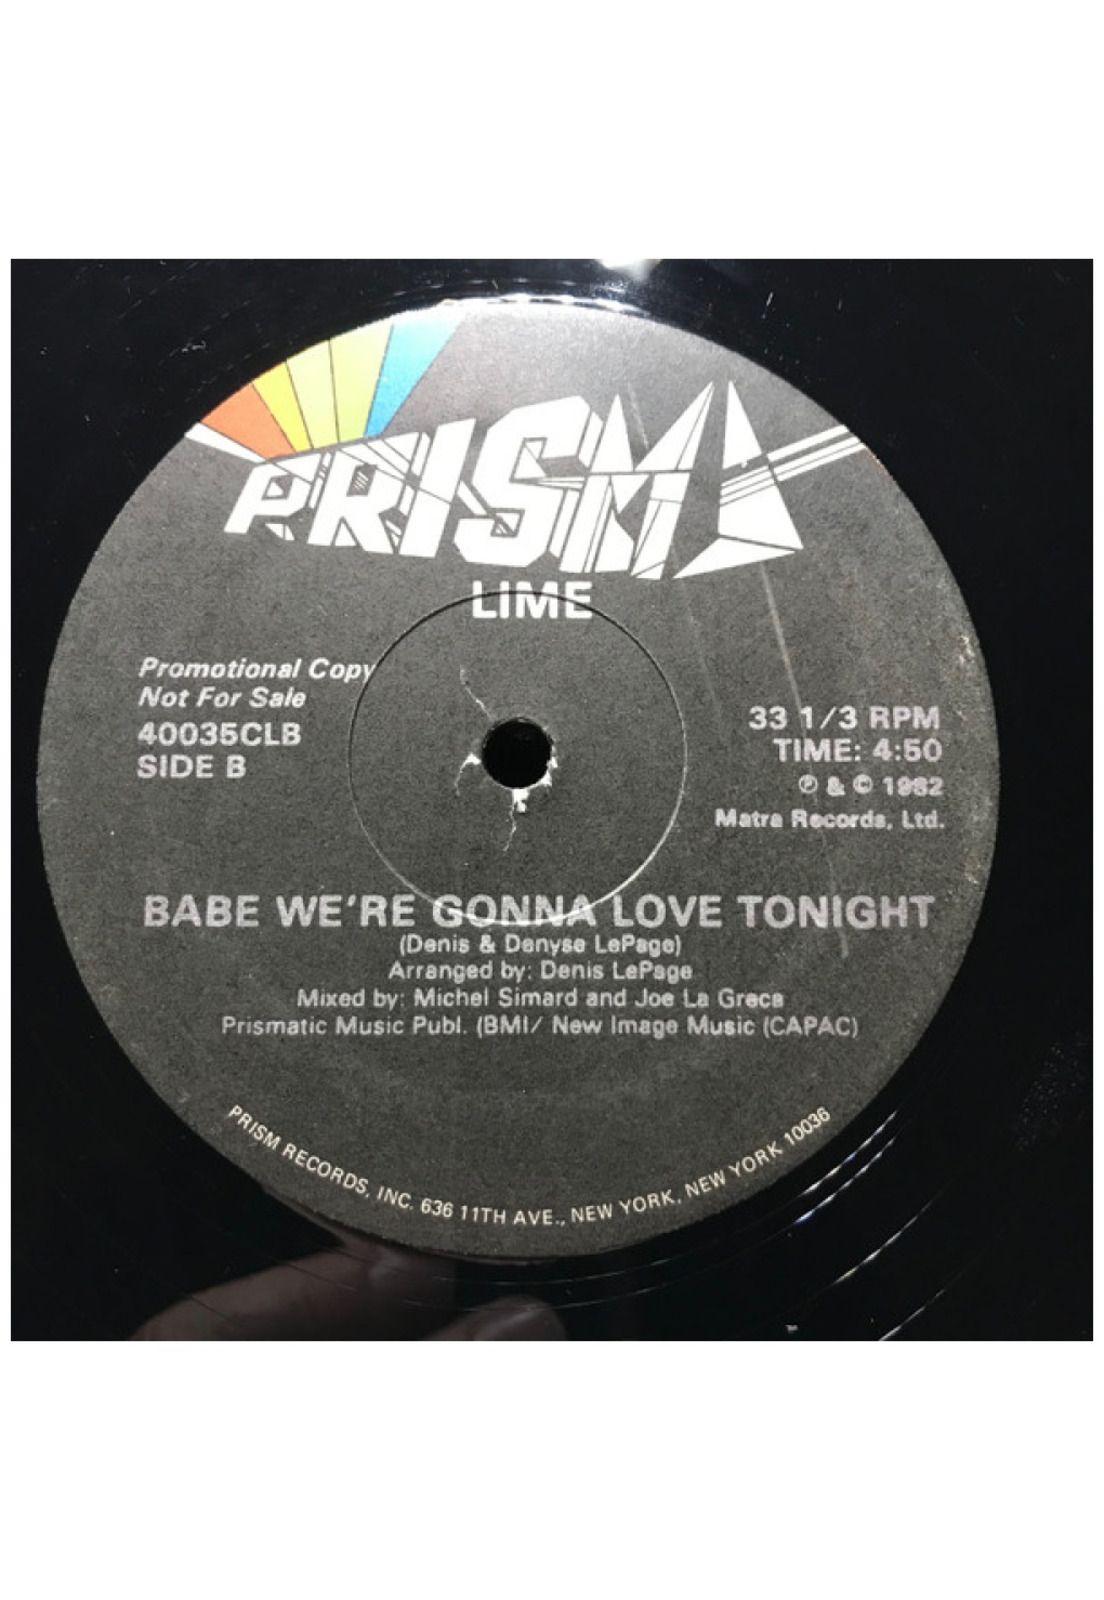 PRISM
LIME
Promotional Copy
Not For Sale
40035CLB
SIDE B
33 1/3 RPM
TIME: 4:50
℗ & © 1982
Matra Records, Ltd.
BABE WE'RE GONNA LOVE TONIGHT
(Denis & Denyse LePage)
Arranged by: Denis LePage
Mixed by: Michel Simard and Joe La Greca
Prismatic Music Publ. (BMI/ New Image Music (CAPAC)
PRISM RECORDS, INC. 636 11TH AVE., NEW YORK, NEW YORK 10036